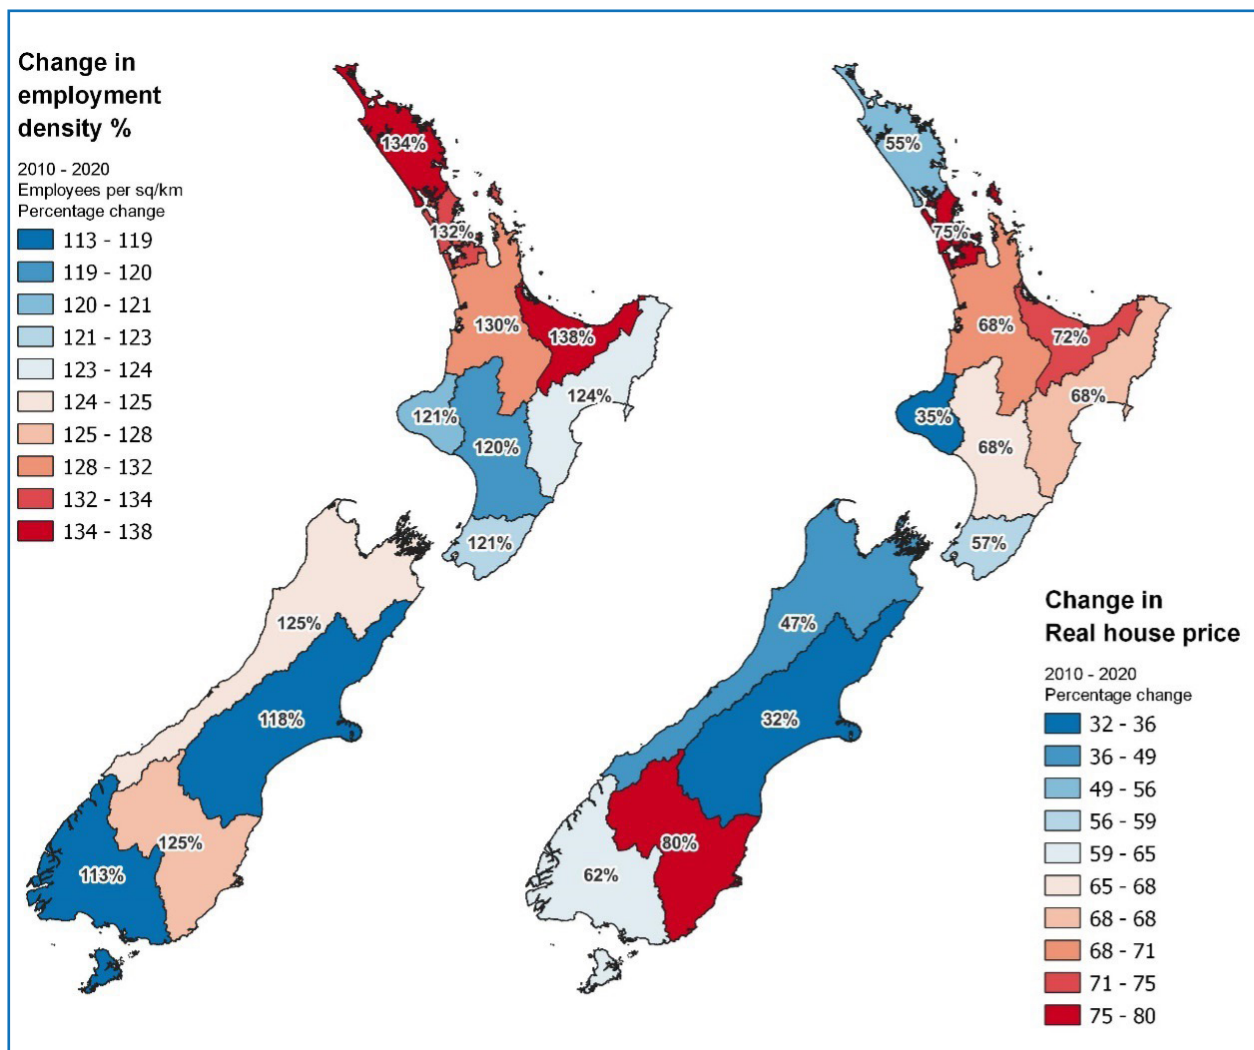 Change in
employment
density %
2010 - 2020
Employees per sq/km
Percentage change
113 - 119
119 - 120
120 - 121
121 - 123
123 - 124
124 - 125
125 - 128
128 - 132
132 - 134
134 - 138
134%
132%
130%
138%
124%
121%
120%
121%
125%
118%
125%
113%
55%
75%
68%
72%
68%
35%
68%
57%
47%
32%
80%
62%
Change in
Real house price
2010 - 2020
Percentage change
32 - 36
36 - 49
49 - 56
56 - 59
59 - 65
65 - 68
68 - 68
68 - 71
71 - 75
75 - 80